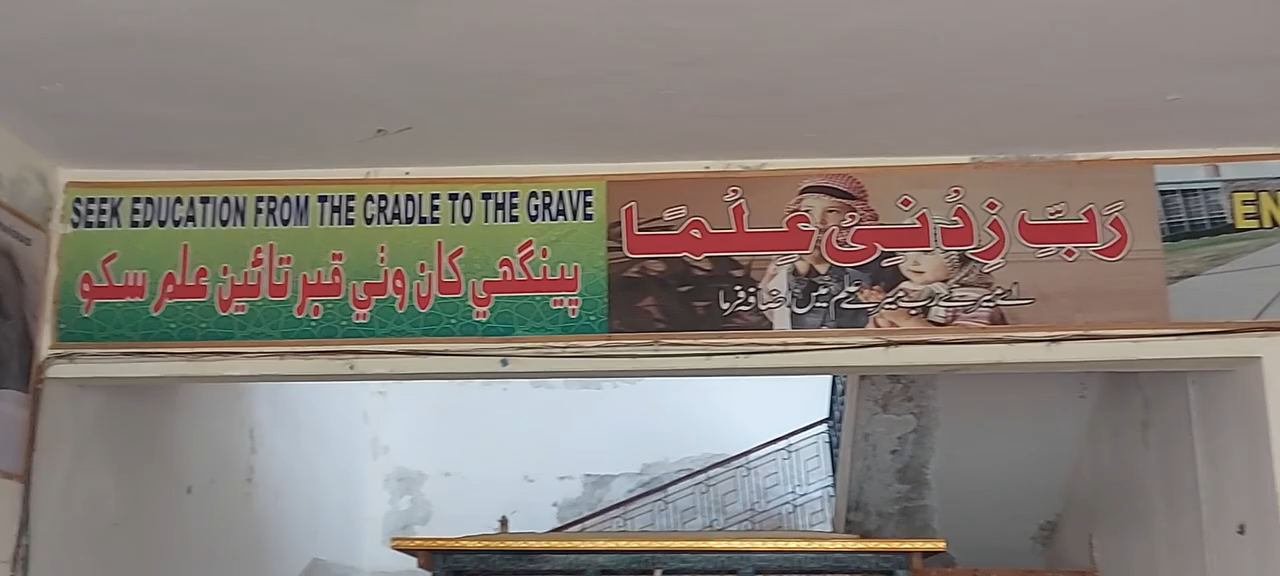 SEEK EDUCATION FROM THE CRADLE TO THE GRAVE
پينگهي کان وٺي قبر تائين علم سکو
رَبِّ زِدُنِیُ عِلُمًا
اے میرے رب میرے علم میں اضافہ فرما
EN